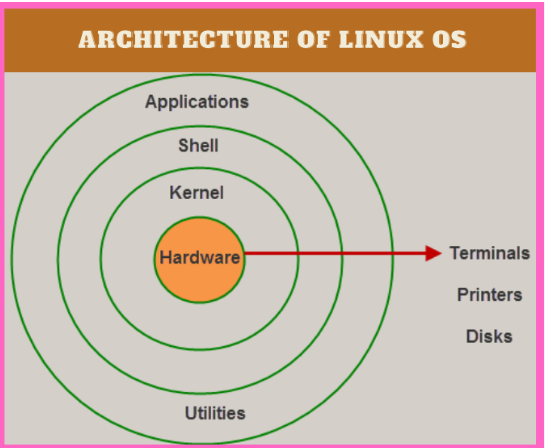 ARCHITECTURE OF LINUX OS
Applications
Shell
Kernel
Hardware
Terminals
Printers
Disks
Utilities